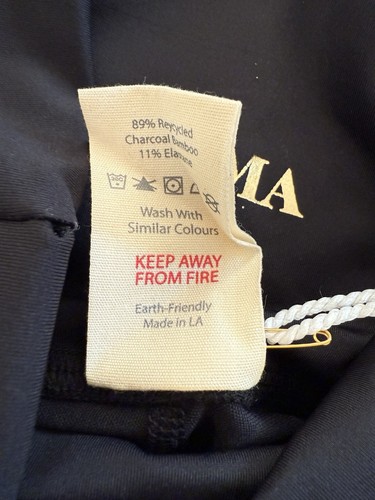 89% Recycled
Charcoal Bamboo
11% Elastane
Wash With
Similar Colours
KEEP AWAY
FROM FIRE
Earth-Friendly
Made in LA
MA